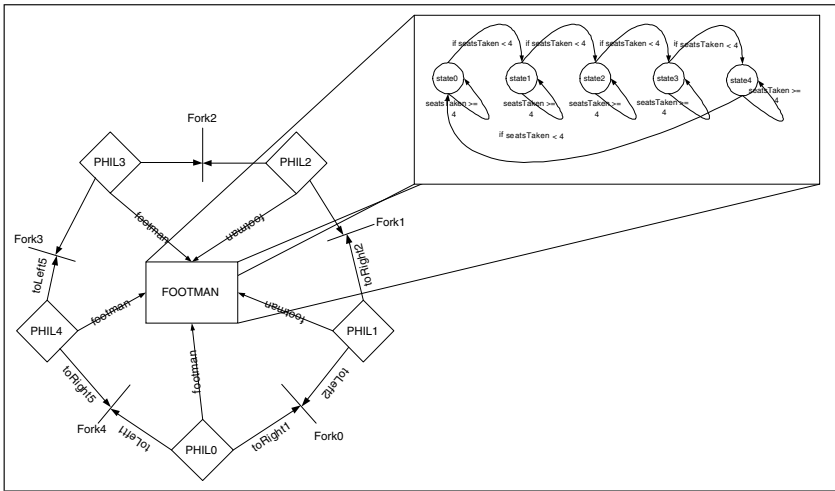 if seatsTaken < 4
if seatsTaken < 4
if seatsTaken < 4
if seatsTaken < 4
state0
state1
state2
state3
state4
seatsTaken >=
4
seatsTaken >=
4
seatsTaken >=
4
seatsTaken >=
4
seatsTaken >=
4
if seatsTaken < 4
Fork2
PHIL3
PHIL2
footman
footman
Fork1
Fork3
toLeft5
toRight2
FOOTMAN
footman
footman
PHIL4
PHIL1
footman
toRight5
toLeft2
Fork4
toLeft1
PHIL0
toRight1
Fork0